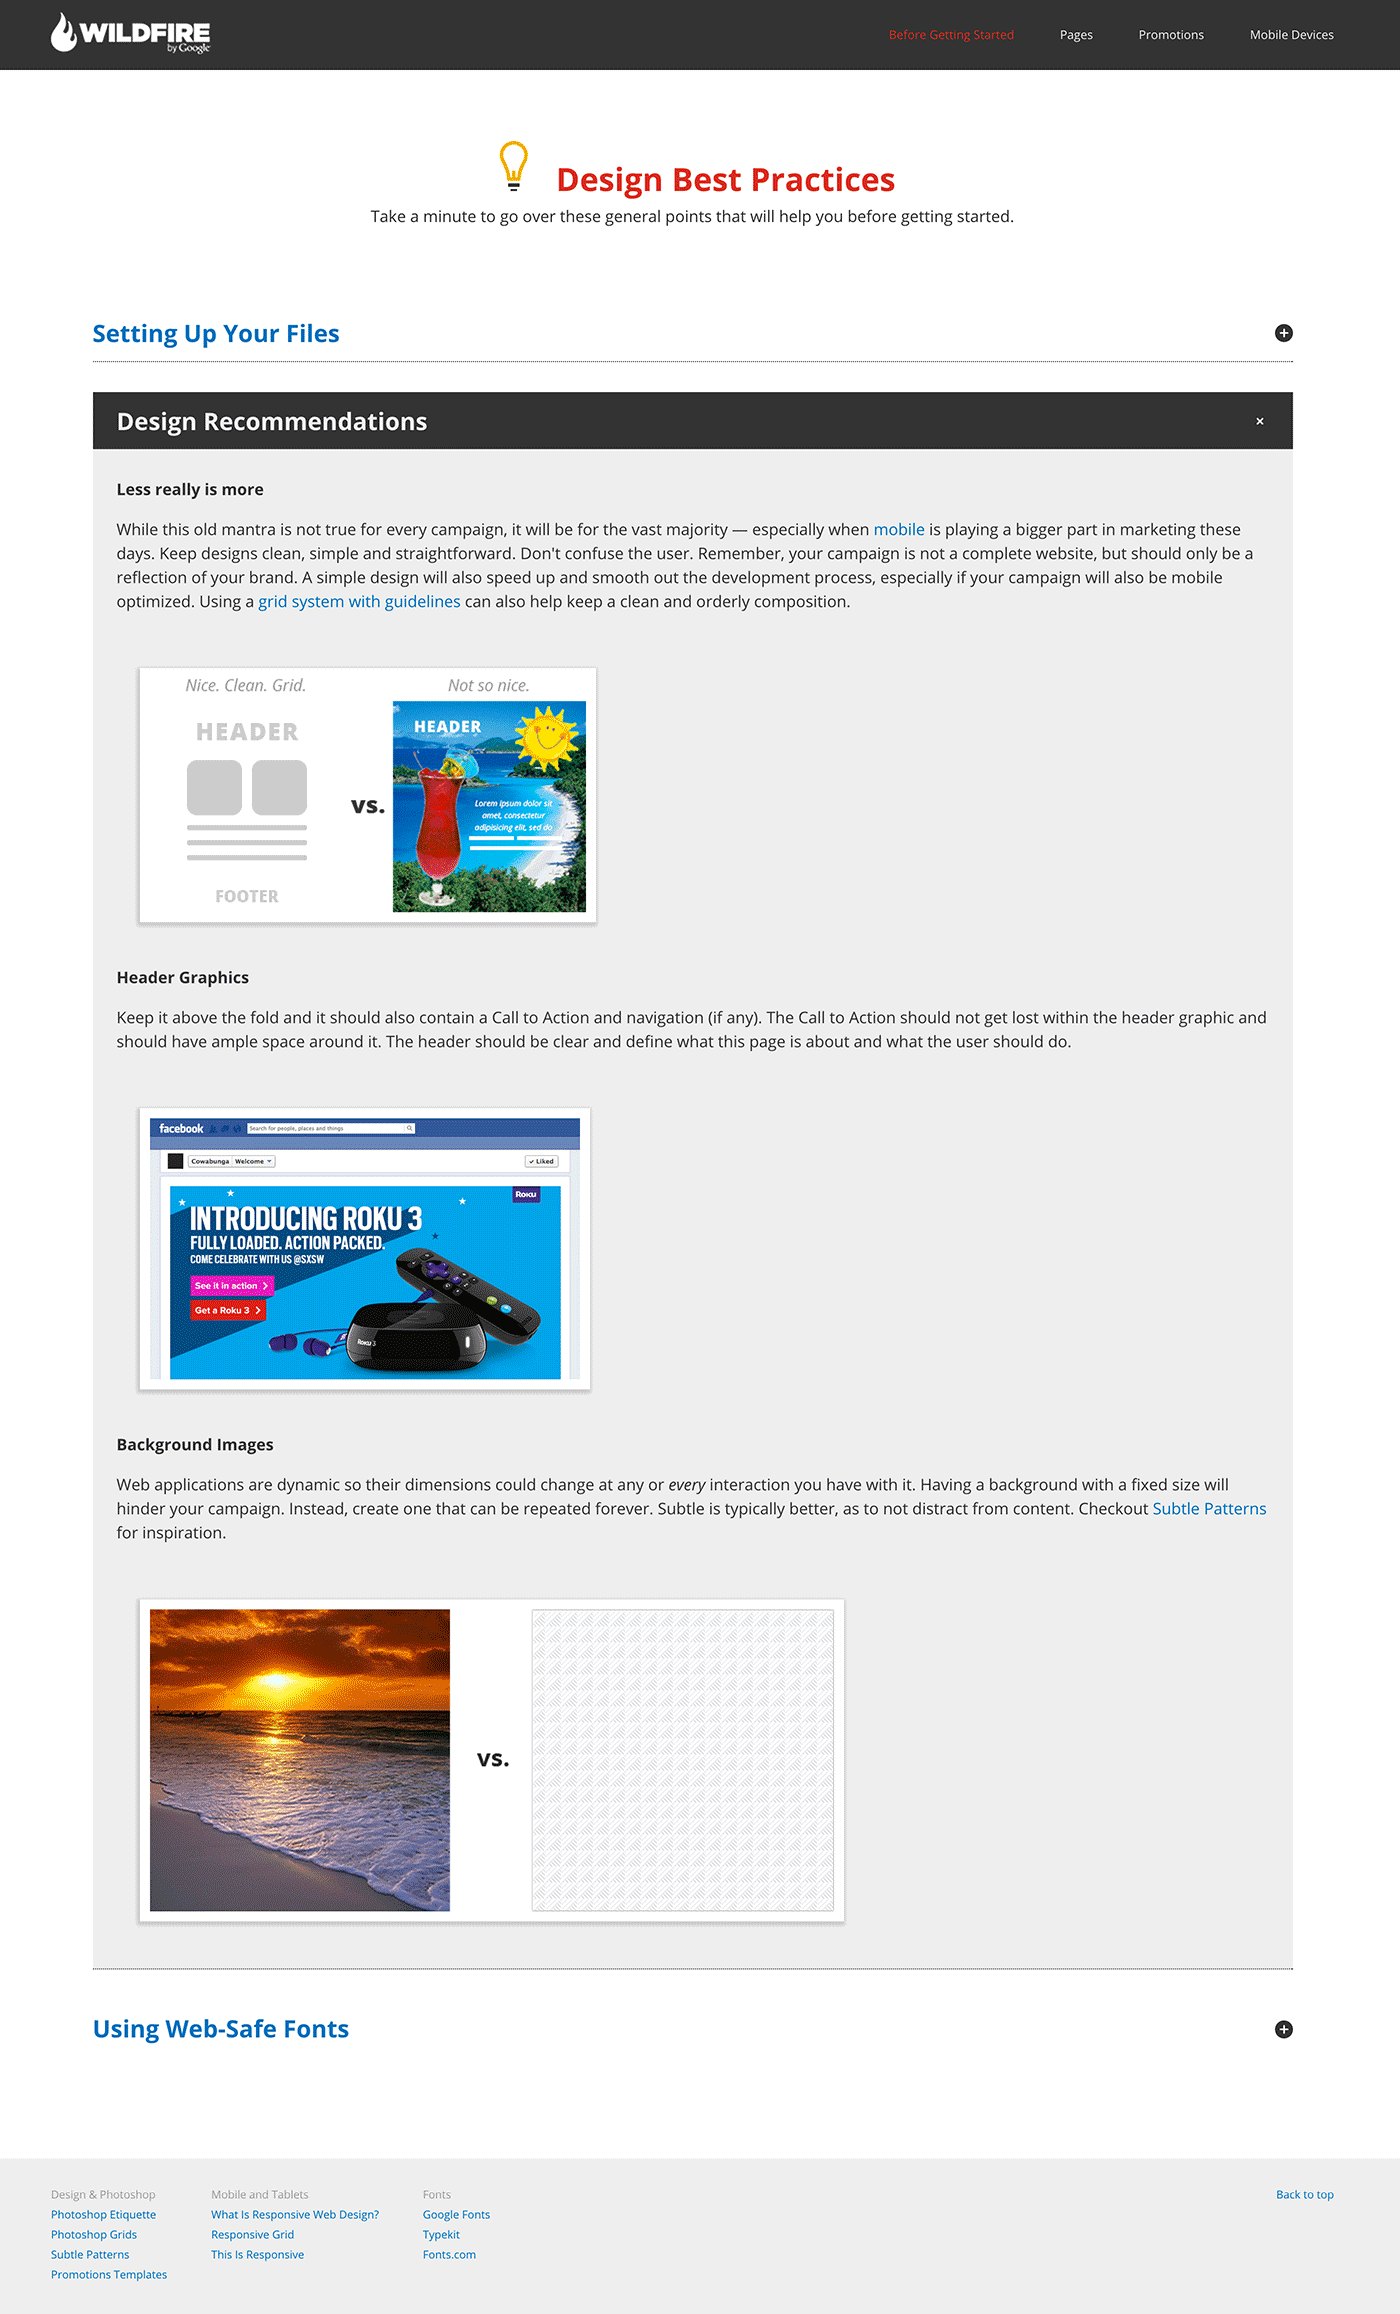 WILDFIRE
by Google
Before Getting Started
Pages
Promotions
Mobile Devices
Design Best Practices
Take a minute to go over these general points that will help you before getting started.
Setting Up Your Files
Design Recommendations
Less really is more
While this old mantra is not true for every campaign, it will be for the vast majority — especially when mobile is playing a bigger part in marketing these
days. Keep designs clean, simple and straightforward. Don't confuse the user. Remember, your campaign is not a complete website, but should only be a
reflection of your brand. A simple design will also speed up and smooth out the development process, especially if your campaign will also be mobile
optimized. Using a grid system with guidelines can also help keep a clean and orderly composition.
Nice. Clean. Grid.
HEADER
FOOTER
vs.
Not so nice.
HEADER
Lorem ipsum dolor sit
amet, consectetur
adipisicing elit, sed do
Header Graphics
Keep it above the fold and it should also contain a Call to Action and navigation (if any). The Call to Action should not get lost within the header graphic and
should have ample space around it. The header should be clear and define what this page is about and what the user should do.
facebook
Search for people, places and things
Cowabunga
Welcome
Liked
Roku
INTRODUCING ROKU 3
FULLY LOADED. ACTION PACKED.
COME CELEBRATE WITH US @SXSW
See it in action
Get a Roku 3
Roku 3
Background Images
Web applications are dynamic so their dimensions could change at any or every interaction you have with it. Having a background with a fixed size will
hinder your campaign. Instead, create one that can be repeated forever. Subtle is typically better, as to not distract from content. Checkout Subtle Patterns
for inspiration.
vs.
Using Web-Safe Fonts
Design & Photoshop
Photoshop Etiquette
Photoshop Grids
Subtle Patterns
Promotions Templates
Mobile and Tablets
What Is Responsive Web Design?
Responsive Grid
This Is Responsive
Fonts
Google Fonts
Typekit
Fonts.com
Back to top